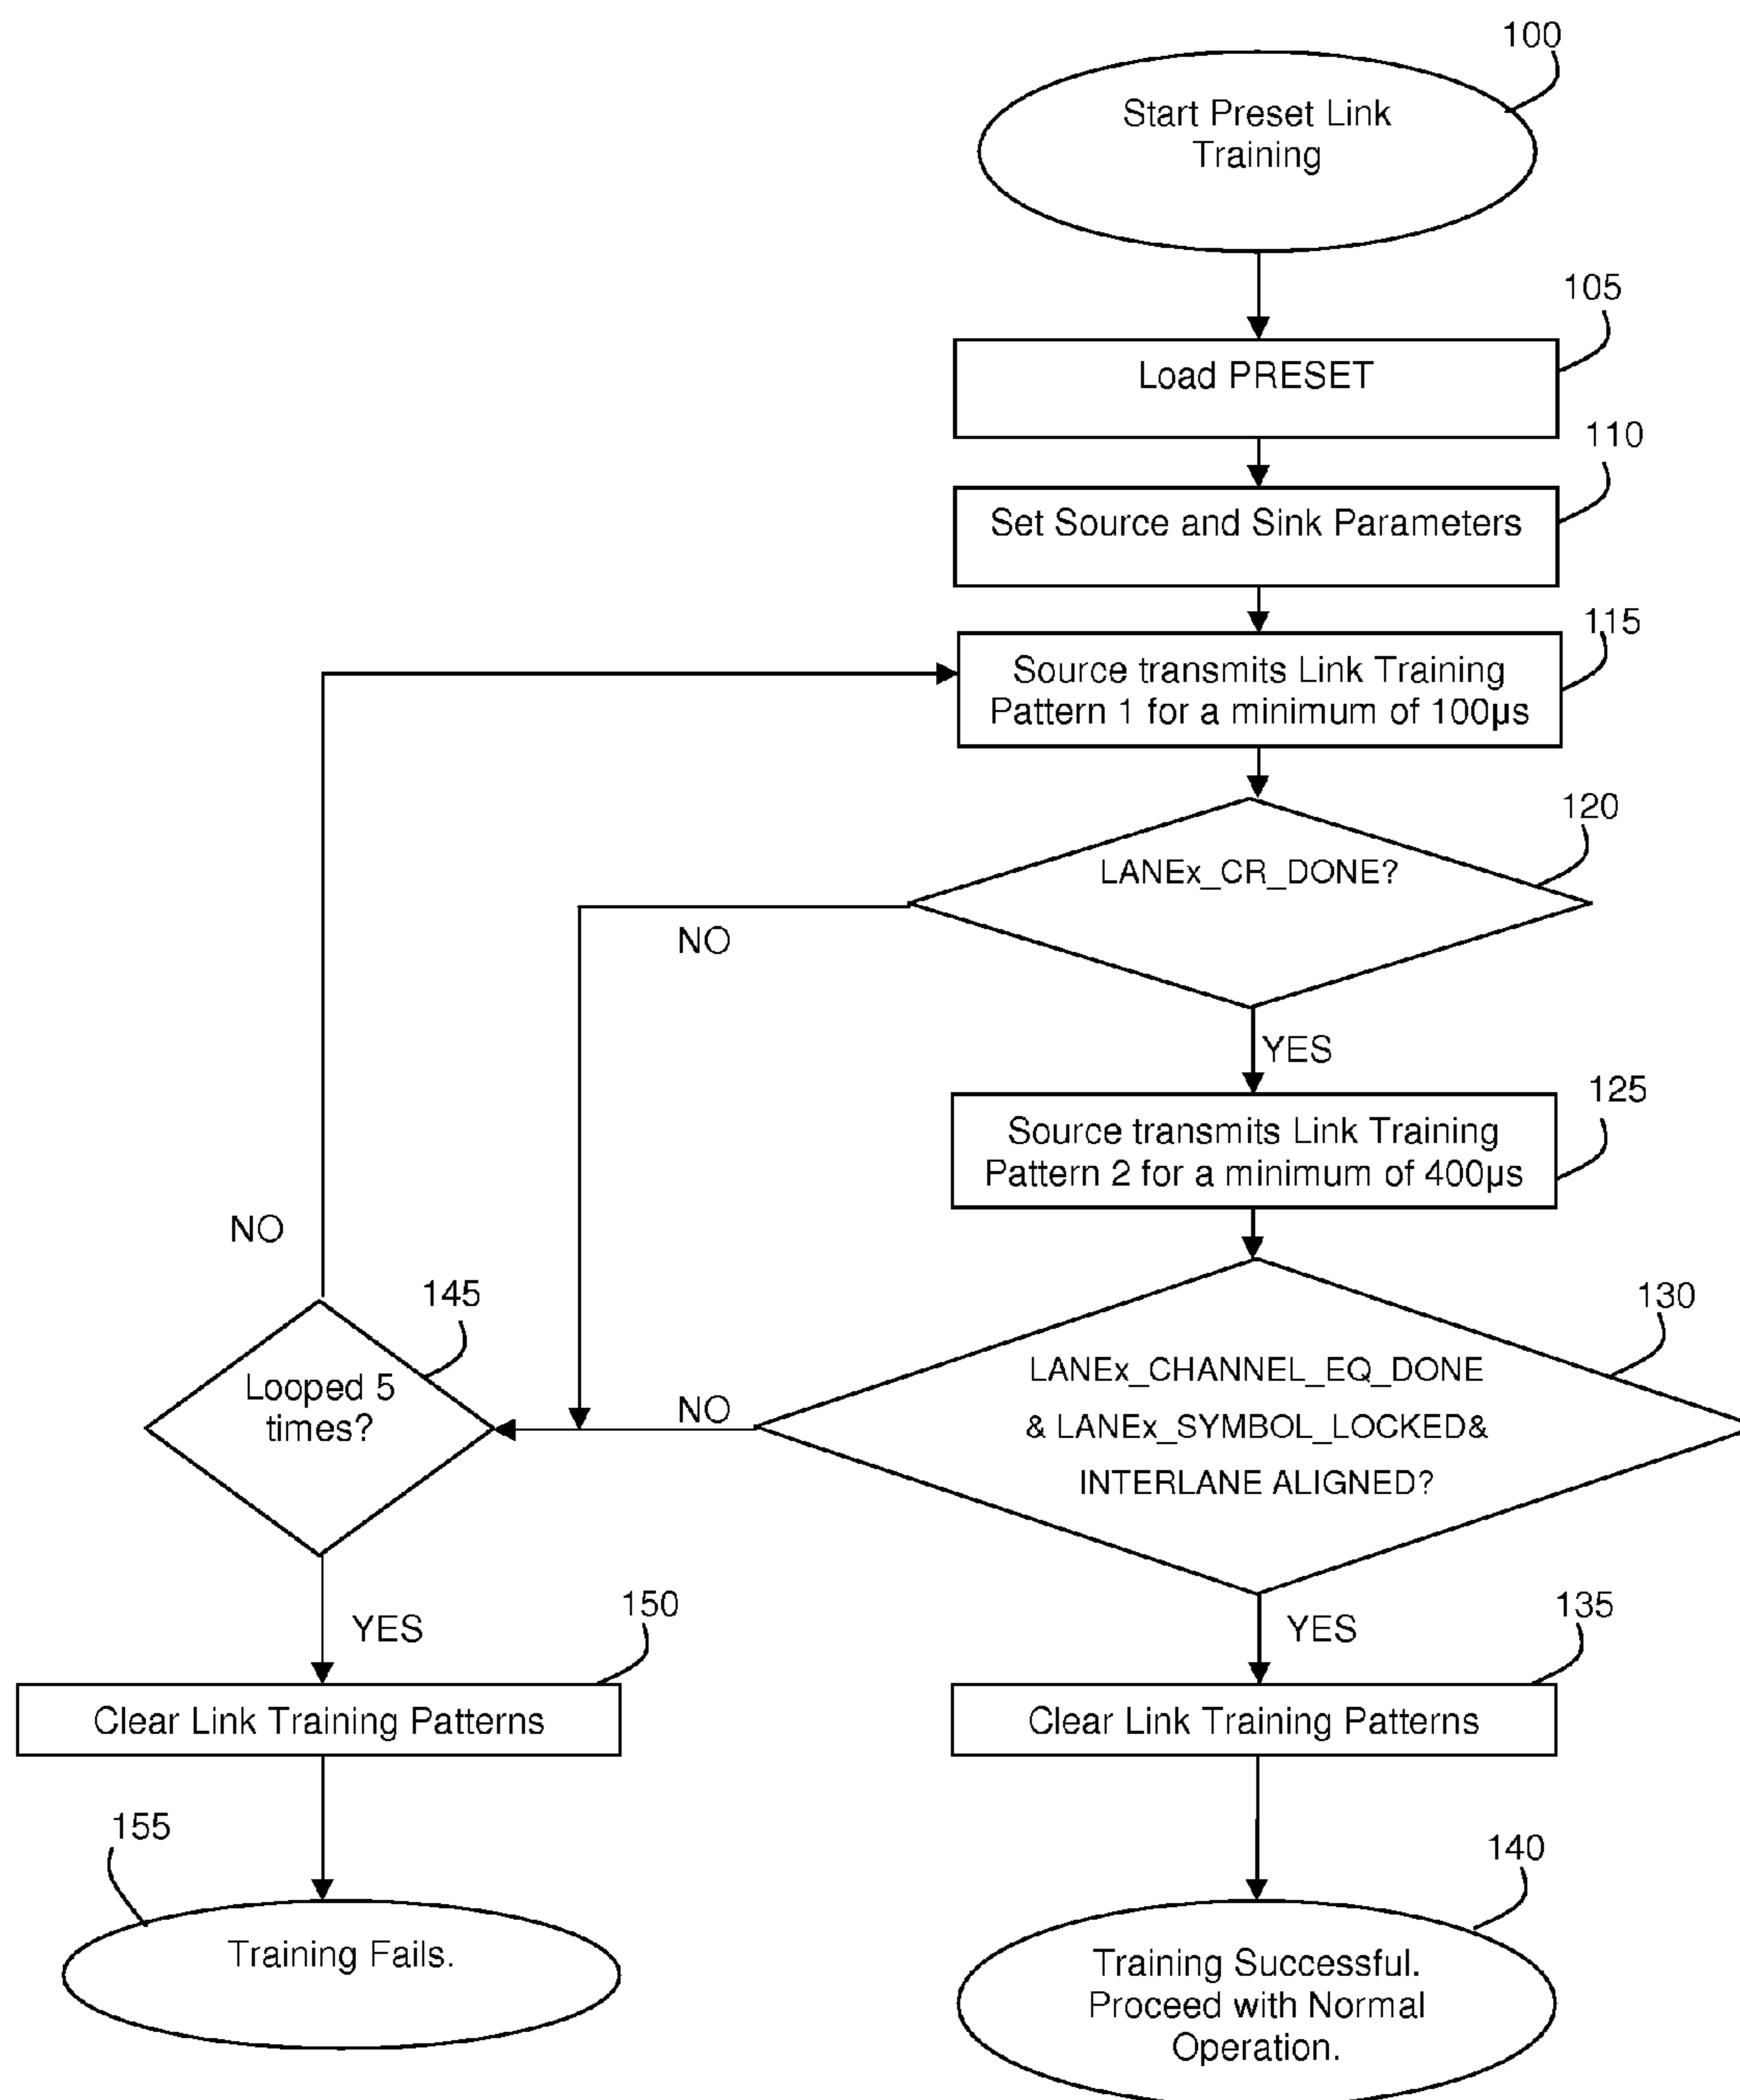 100
Start Preset Link
Training
105
Load PRESET
110
Set Source and Sink Parameters
115
Source transmits Link Training
Pattern 1 for a minimum of 100µs
120
LANEx_CR_DONE?
NO
YES
125
Source transmits Link Training
Pattern 2 for a minimum of 400µs
NO
145
Looped 5
times?
NO
130
LANEx_CHANNEL_EQ_DONE
& LANEx_SYMBOL_LOCKED&
INTERLANE ALIGNED?
YES
150
Clear Link Training Patterns
YES
135
Clear Link Training Patterns
155
Training Fails.
140
Training Successful.
Proceed with Normal
Operation.